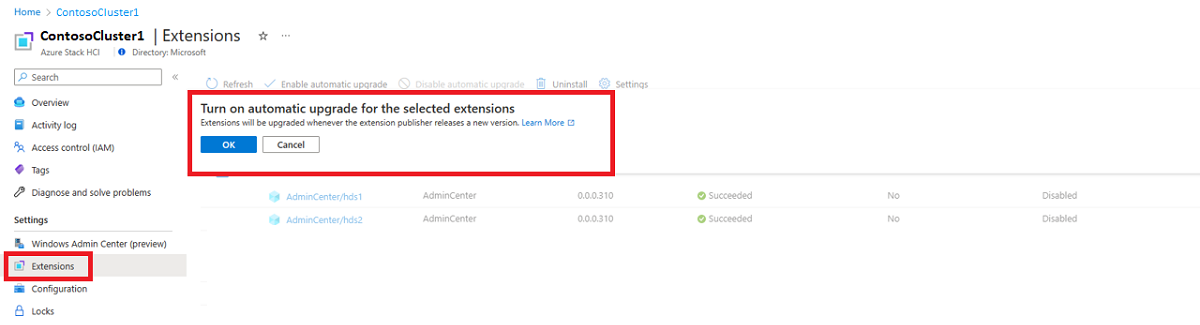 Home > ContosoCluster1
ContosoCluster1 | Extensions ☆ ...
Azure Stack HCI | Directory: Microsoft
Search «
Overview
Activity log
Access control (IAM)
Tags
Diagnose and solve problems
Settings
Windows Admin Center (preview)
Extensions
Configuration
Locks
Refresh Enable automatic upgrade Disable automatic upgrade Uninstall Settings
Turn on automatic upgrade for the selected extensions
Extensions will be upgraded whenever the extension publisher releases a new version. Learn More
OK Cancel
AdminCenter/hds1 AdminCenter 0.0.0.310 Succeeded No Disabled
AdminCenter/hds2 AdminCenter 0.0.0.310 Succeeded No Disabled